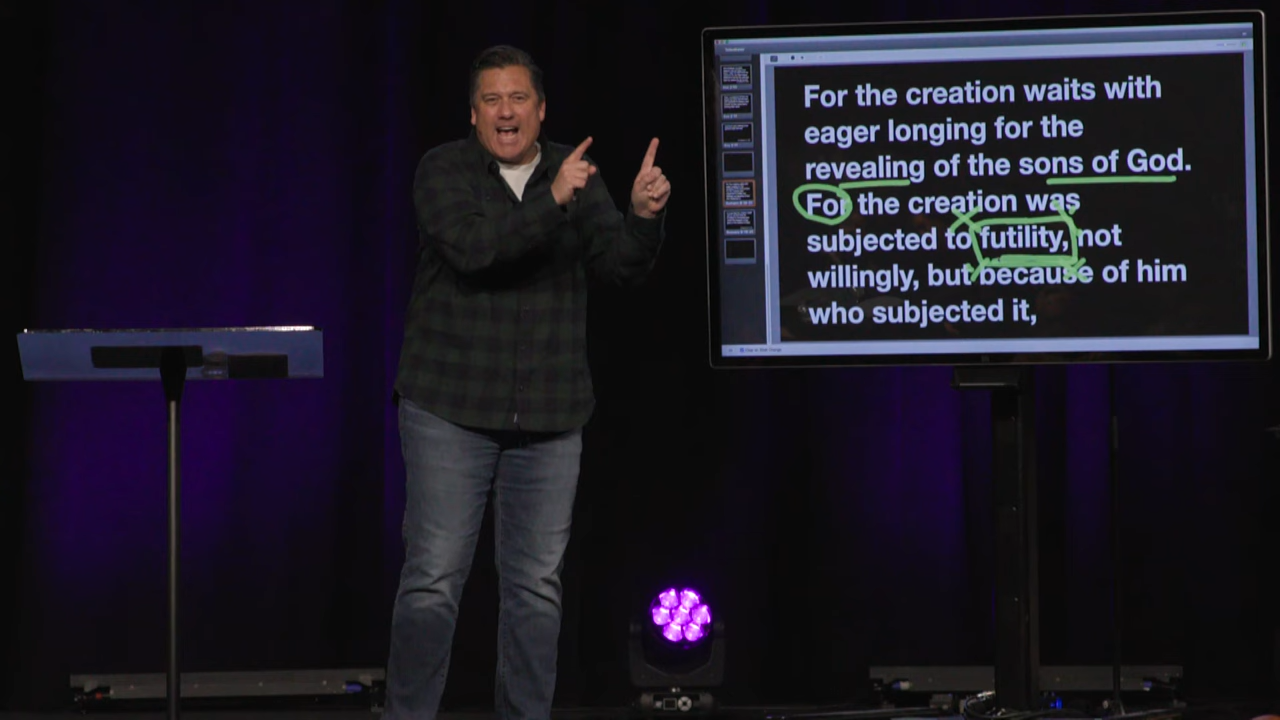 For the creation waits with
eager longing for the
revealing of the sons of God.
For the creation was
subjected to futility, not
willingly, but because of him
who subjected it,